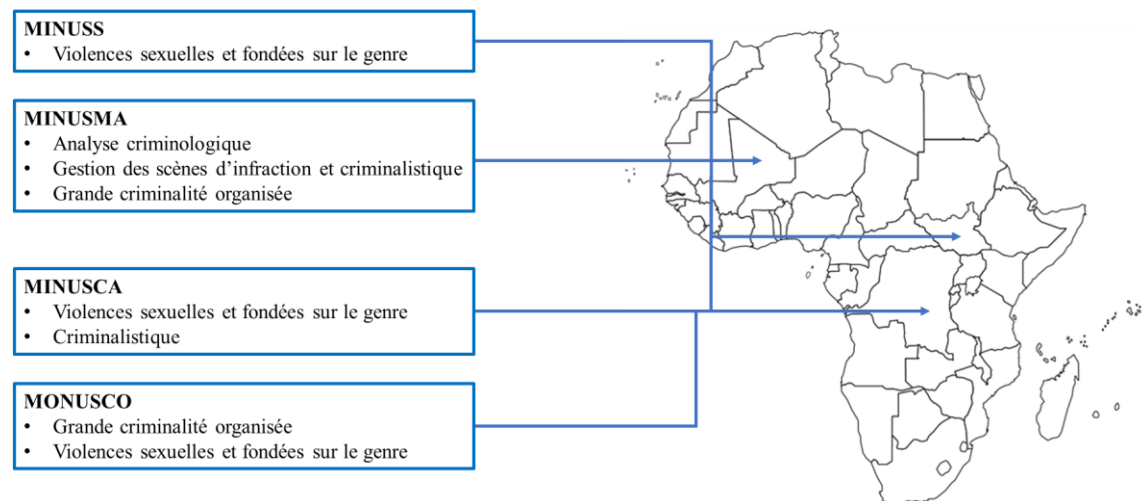 MINUSS
• Violences sexuelles et fondées sur le genre
MINUSMA
• Analyse criminologique
• Gestion des scènes d'infraction et criminalistique
• Grande criminalité organisée
MINUSCA
• Violences sexuelles et fondées sur le genre
• Criminalistique
MONUSCO
• Grande criminalité organisée
• Violences sexuelles et fondées sur le genre